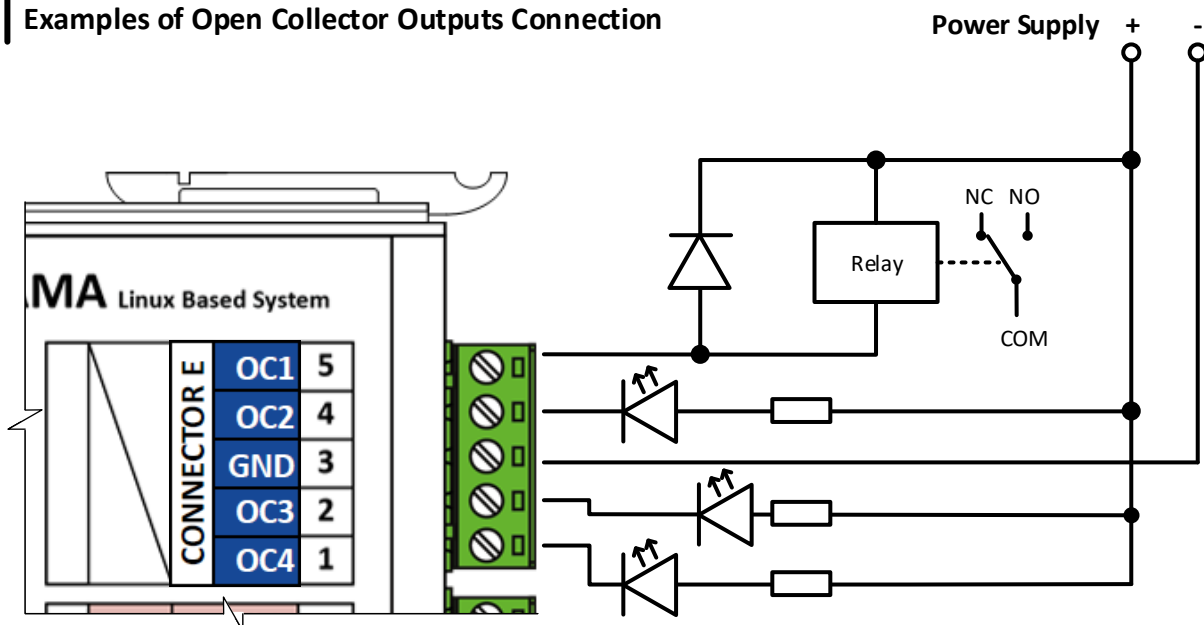 Examples of Open Collector Outputs Connection
Power Supply + -
NC NO
Relay
COM
MA Linux Based System
CONNECTOR E
OC1 5
OC2 4
GND 3
OC3 2
OC4 1